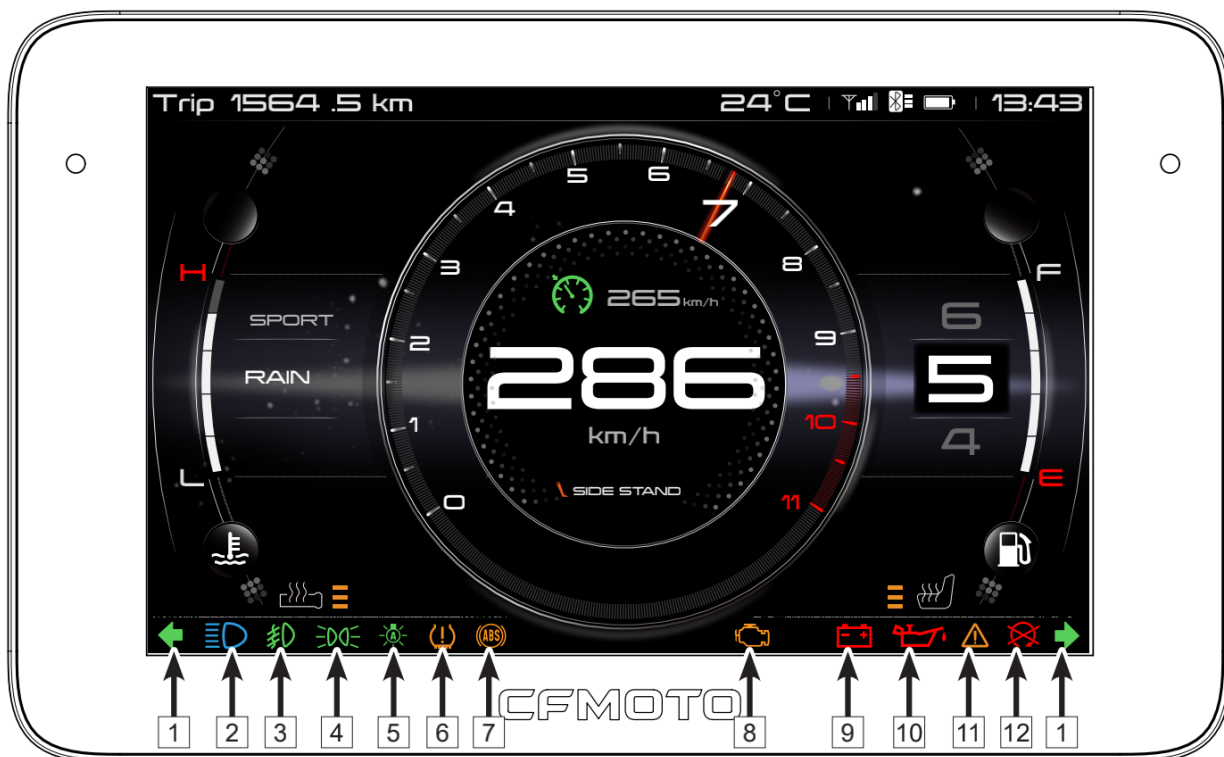 Trip 1564 .5 km 24°C 13:43
5 6
4 7
3 8
2 9
1 10
0 11
H
SPORT
RAIN
L
265 km/h
286
km/h
SIDE STAND
F
6
5
4
E
A ! ABS - + !
1 2 3 4 5 6 7 8 9 10 11 12 1
CFMOTO